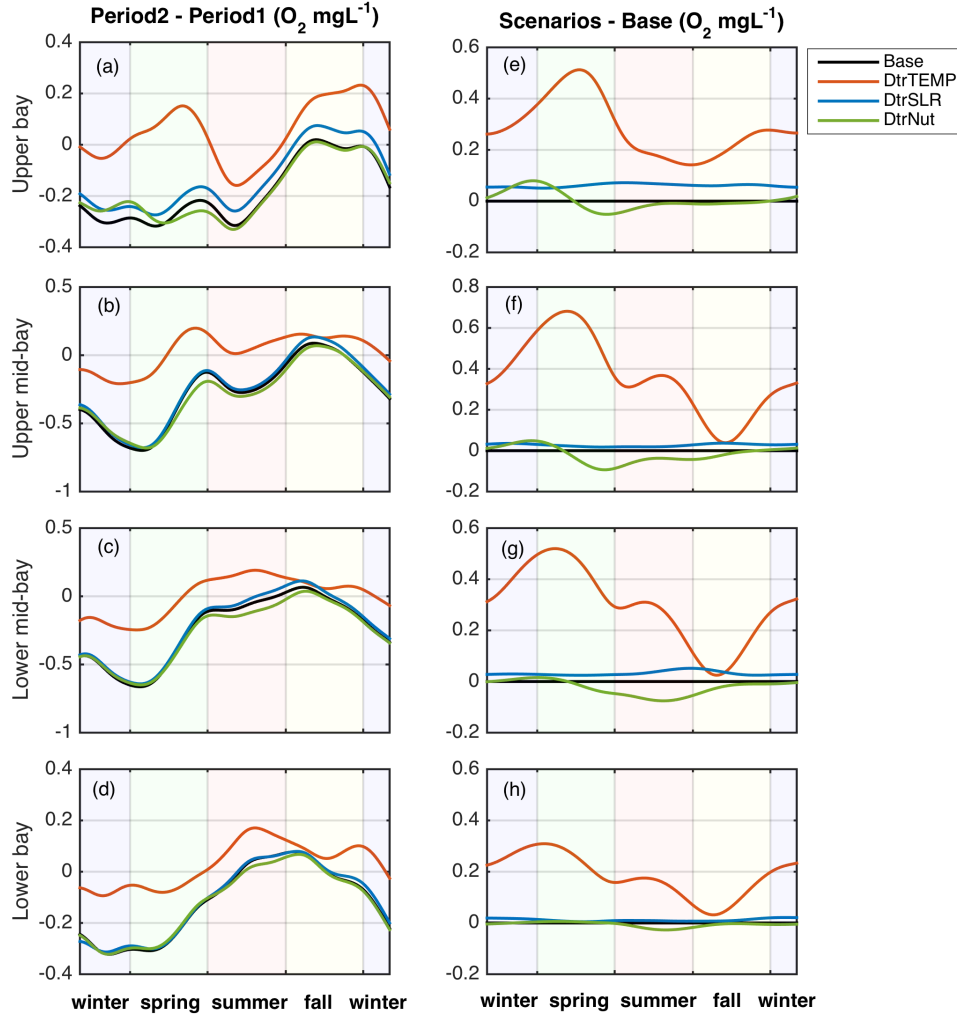 Period2 - Period1 (O2 mgL-1)
Scenarios - Base (O2 mgL-1)
Base
DtrTEMP
DtrSLR
DtrNut
Upper bay
(a)
0.4
0.2
0
-0.2
-0.4
(e)
0.6
0.4
0.2
0
-0.2
Upper mid-bay
(b)
0.5
0
-0.5
-1
(f)
0.8
0.6
0.4
0.2
0
-0.2
Lower mid-bay
(c)
0.5
0
-0.5
-1
(g)
0.6
0.4
0.2
0
-0.2
Lower bay
(d)
0.4
0.2
0
-0.2
-0.4
(h)
0.6
0.4
0.2
0
-0.2
winter spring summer fall winter
winter spring summer fall winter